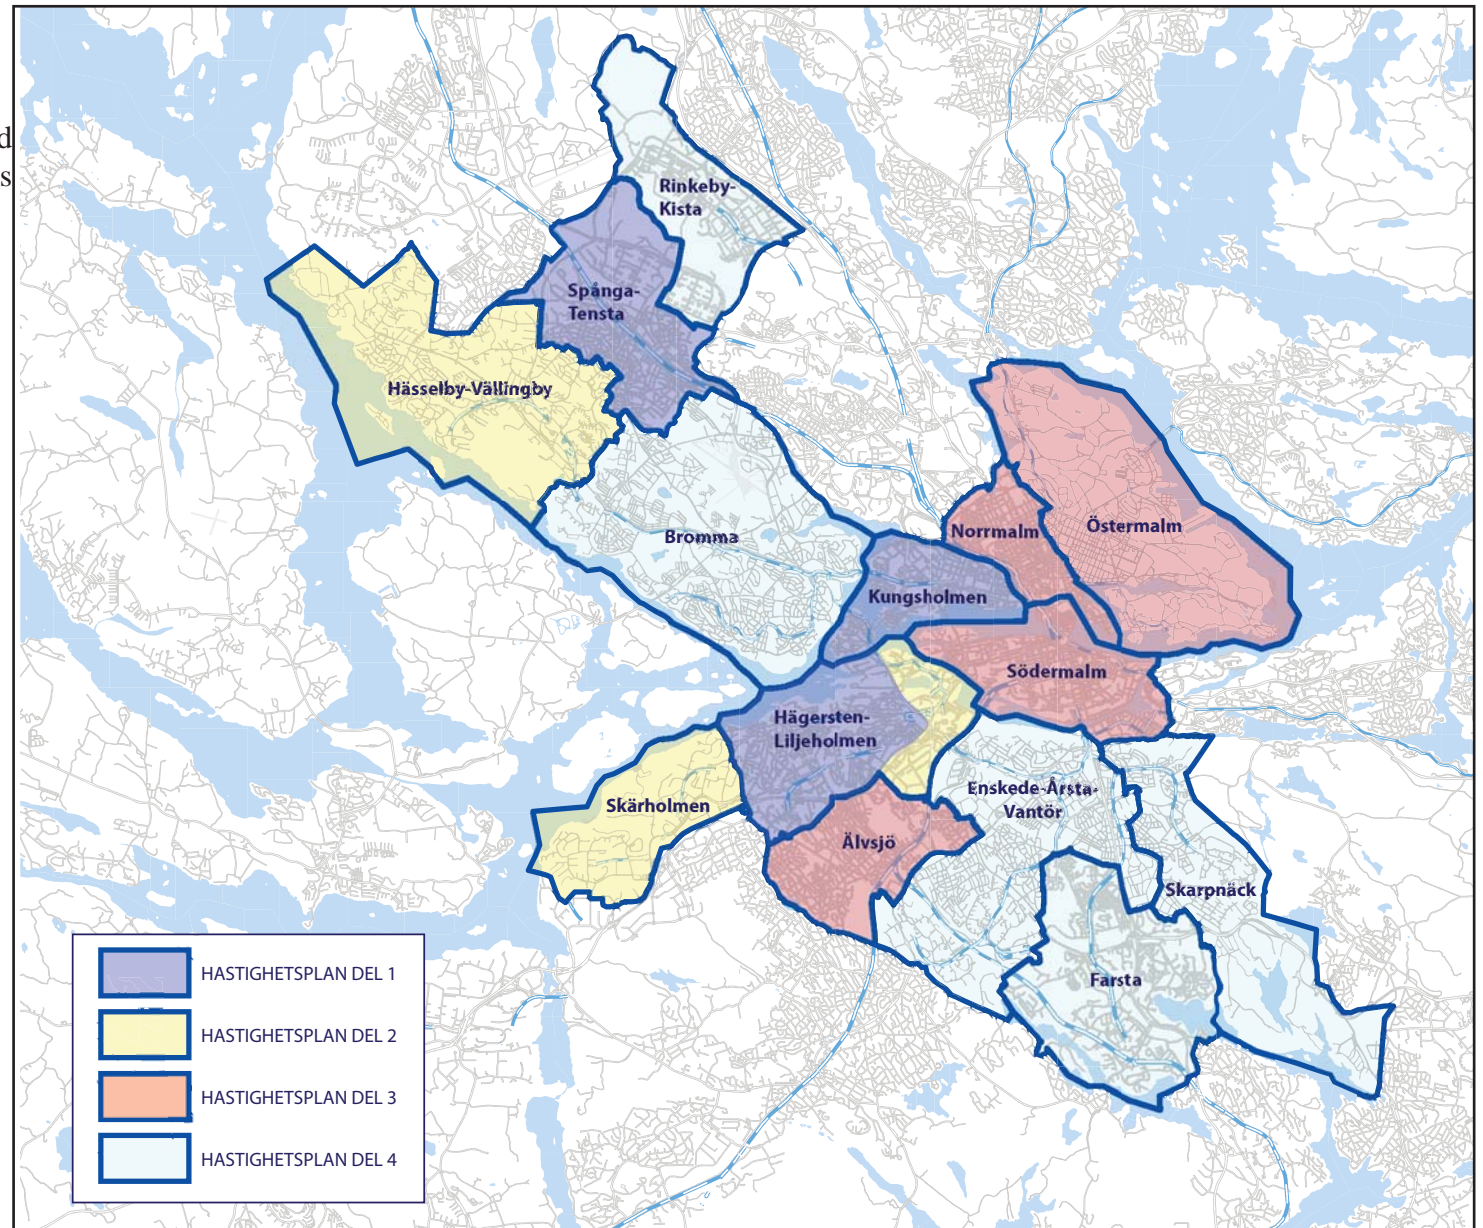 d
s
Rinkeby-
Kista
Spånga-
Tensta
Hässelby-Vällingby
Bromma
Norrmalm
Östermalm
Kungsholmen
Södermalm
Hägersten-
Liljeholmen
Skärholmen
Enskede-Årsta-
Vantör
Älvsjö
Skarpnäck
Farsta
HASTIGHETSPLAN DEL 1
HASTIGHETSPLAN DEL 2
HASTIGHETSPLAN DEL 3
HASTIGHETSPLAN DEL 4